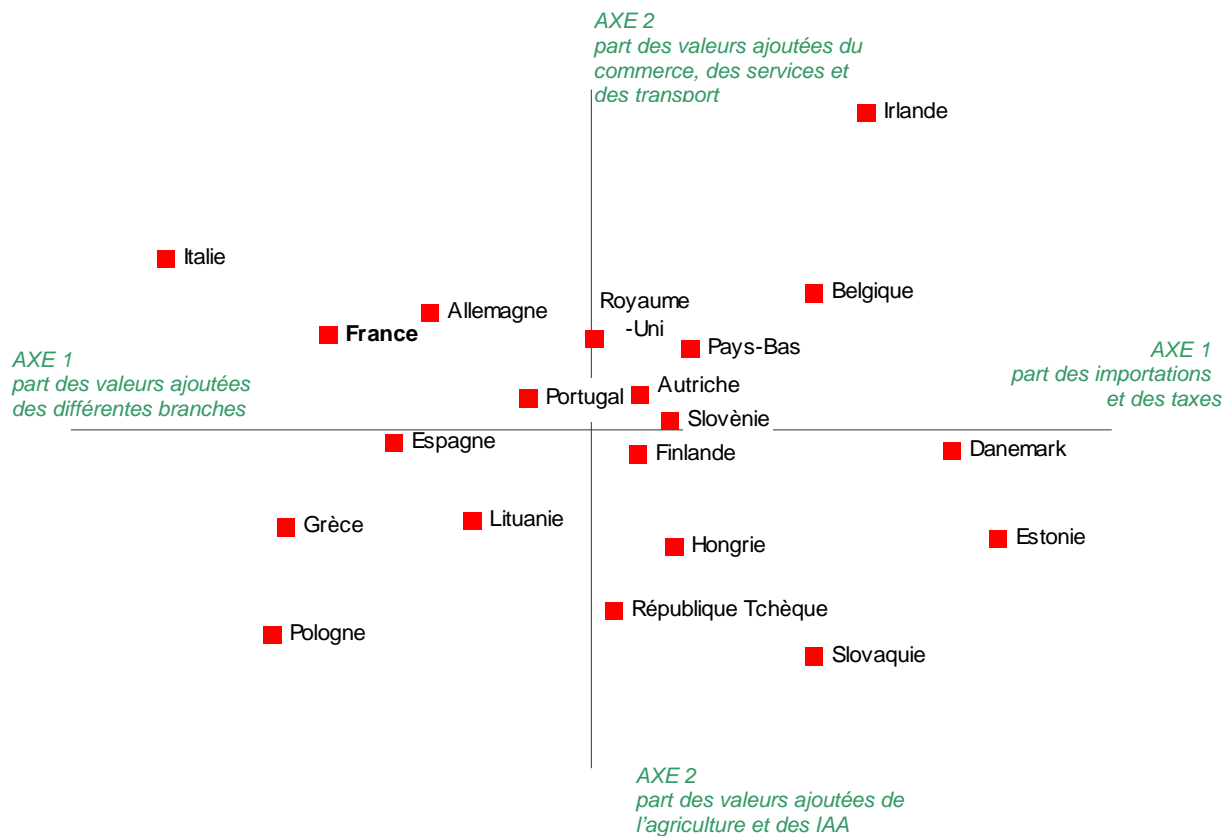 AXE 2
part des valeurs ajoutées du
commerce, des services et
des transport
Irlande
Italie
Belgique
Royaume
-Uni
Allemagne
France
Pays-Bas
AXE 1
part des valeurs ajoutées
des différentes branches
AXE 1
part des importations
et des taxes
Autriche
Portugal
Slovénie
Espagne
Finlande
Danemark
Lituanie
Grèce
Hongrie
Estonie
République Tchèque
Pologne
Slovaquie
AXE 2
part des valeurs ajoutées de
l'agriculture et des IAA